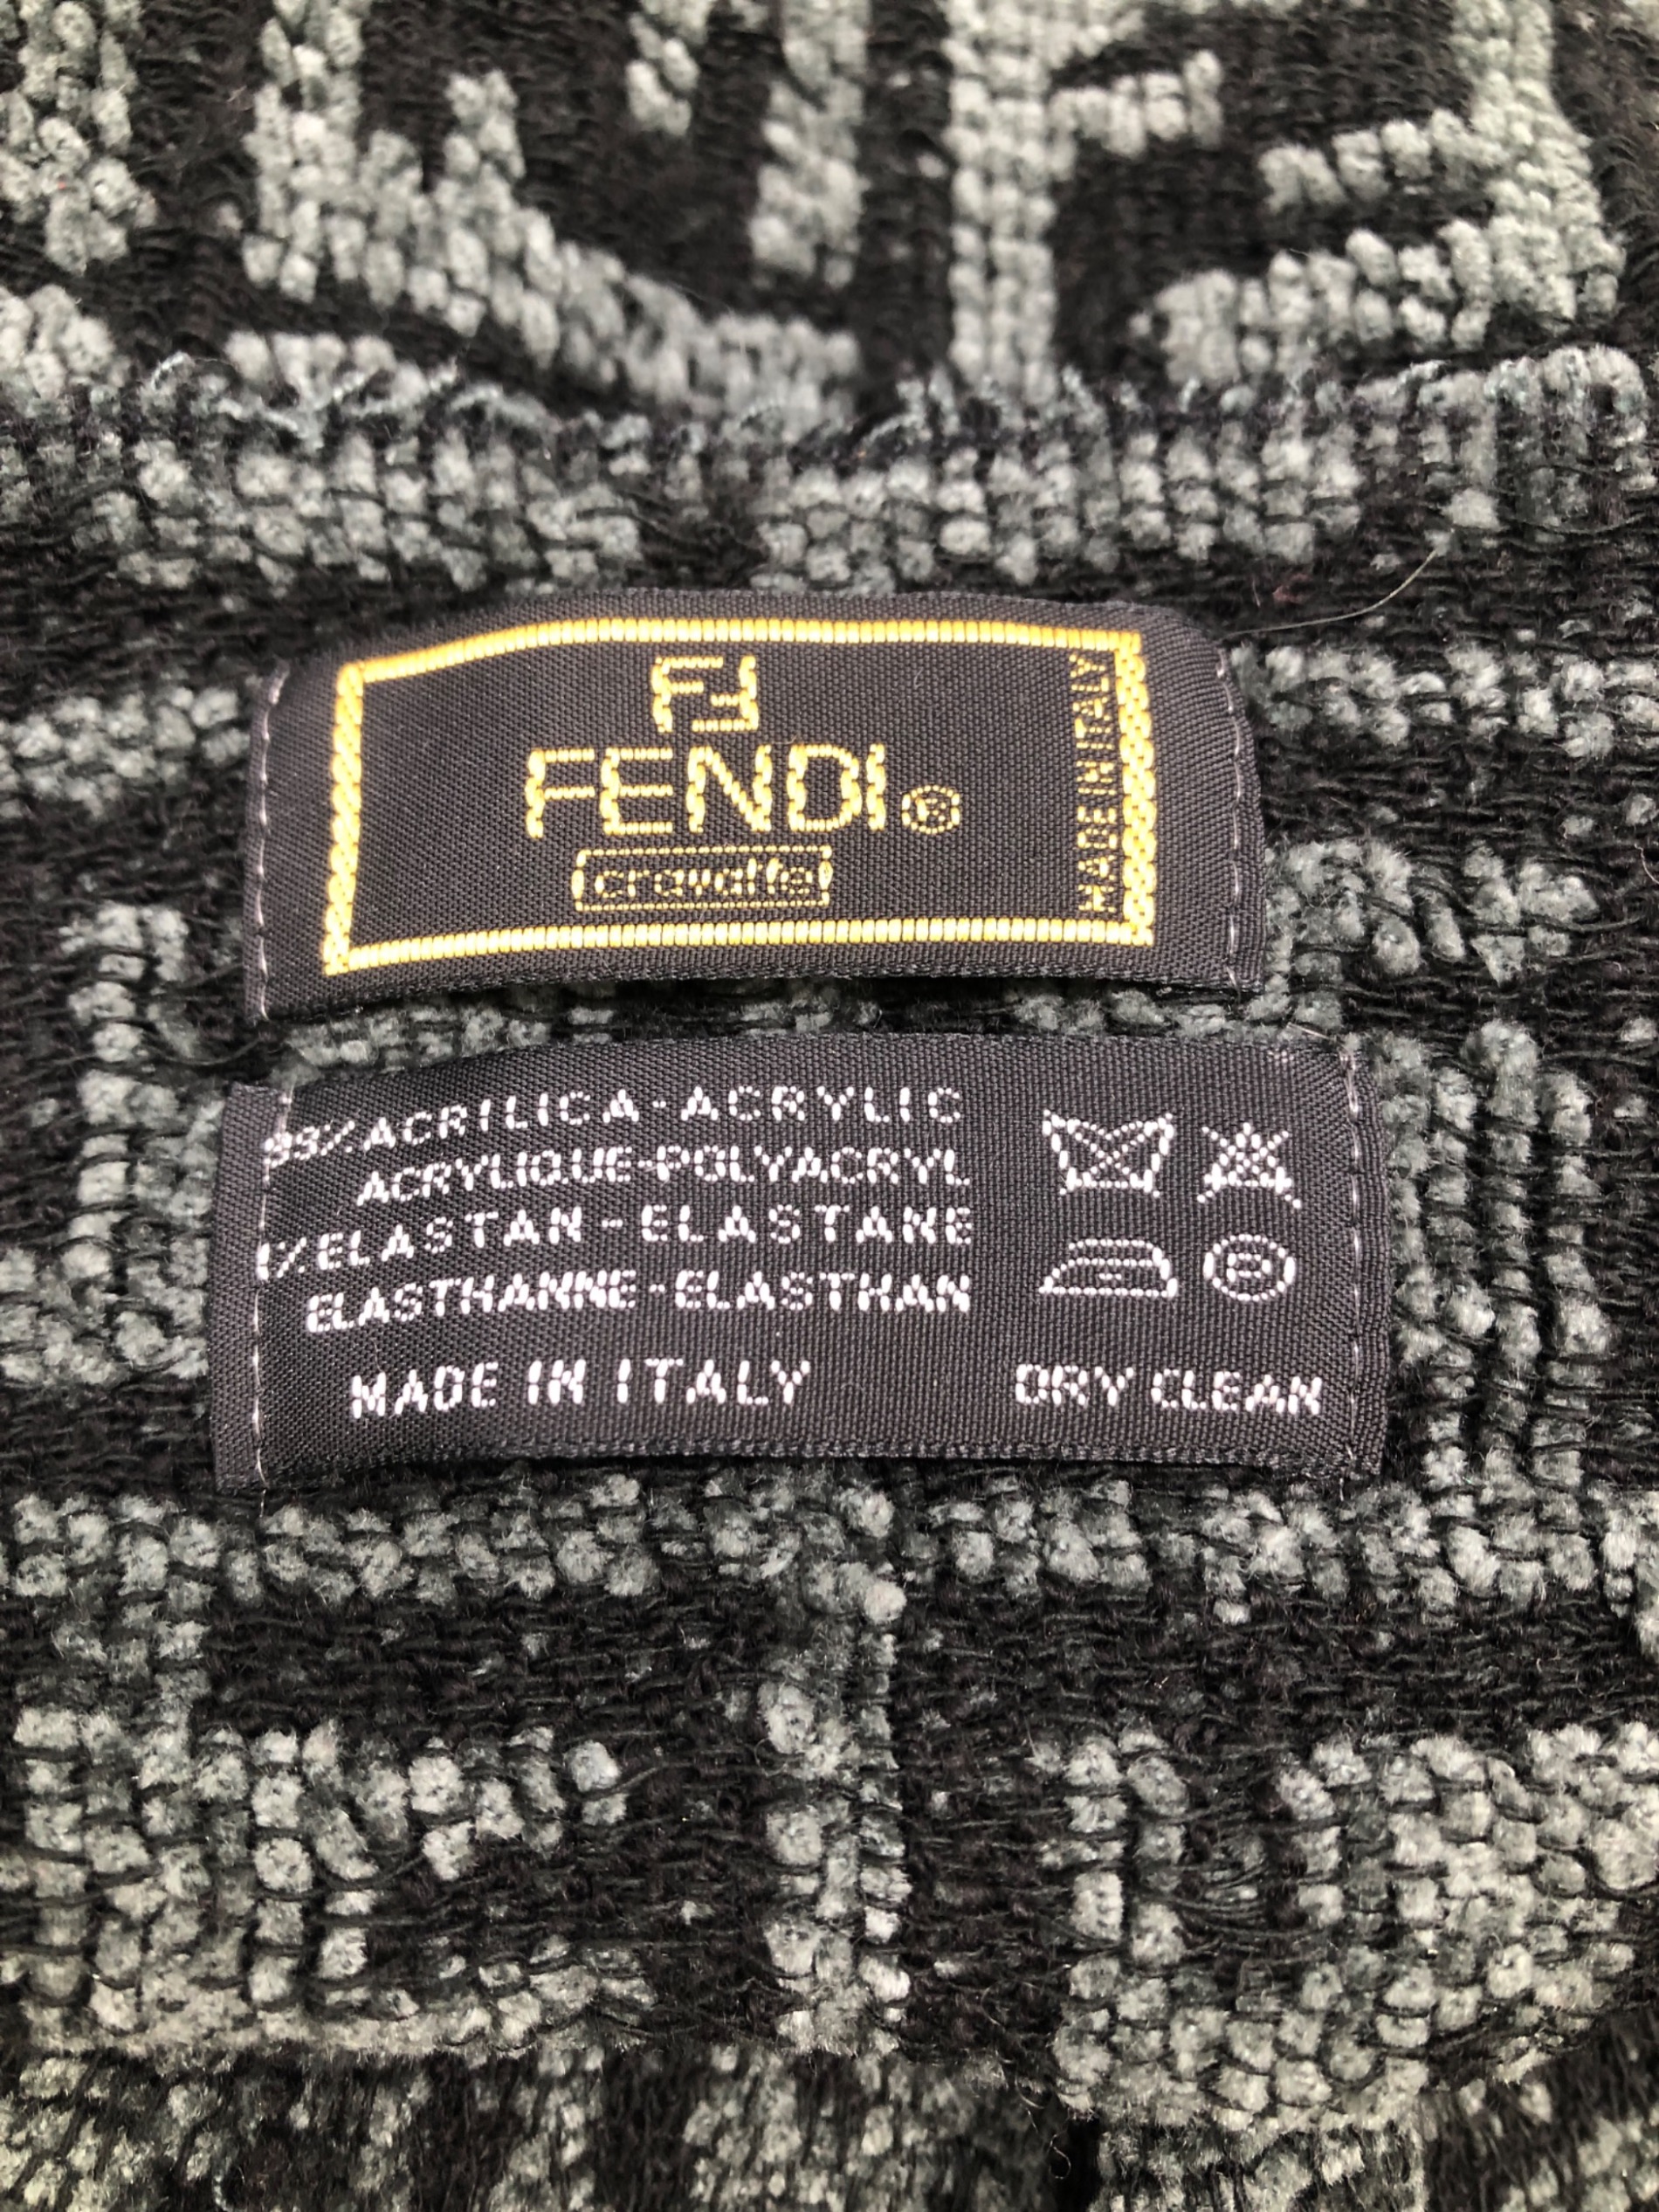 FF
FENDI®
cravatte
MADE IN ITALY
99% ACRILICA - ACRYLIC
ACRYLIQUE-POLYACRYL
1% ELASTAN - ELASTANE
ELASTHANNE - ELASTHAN
MADE IN ITALY
P
DRY CLEAN